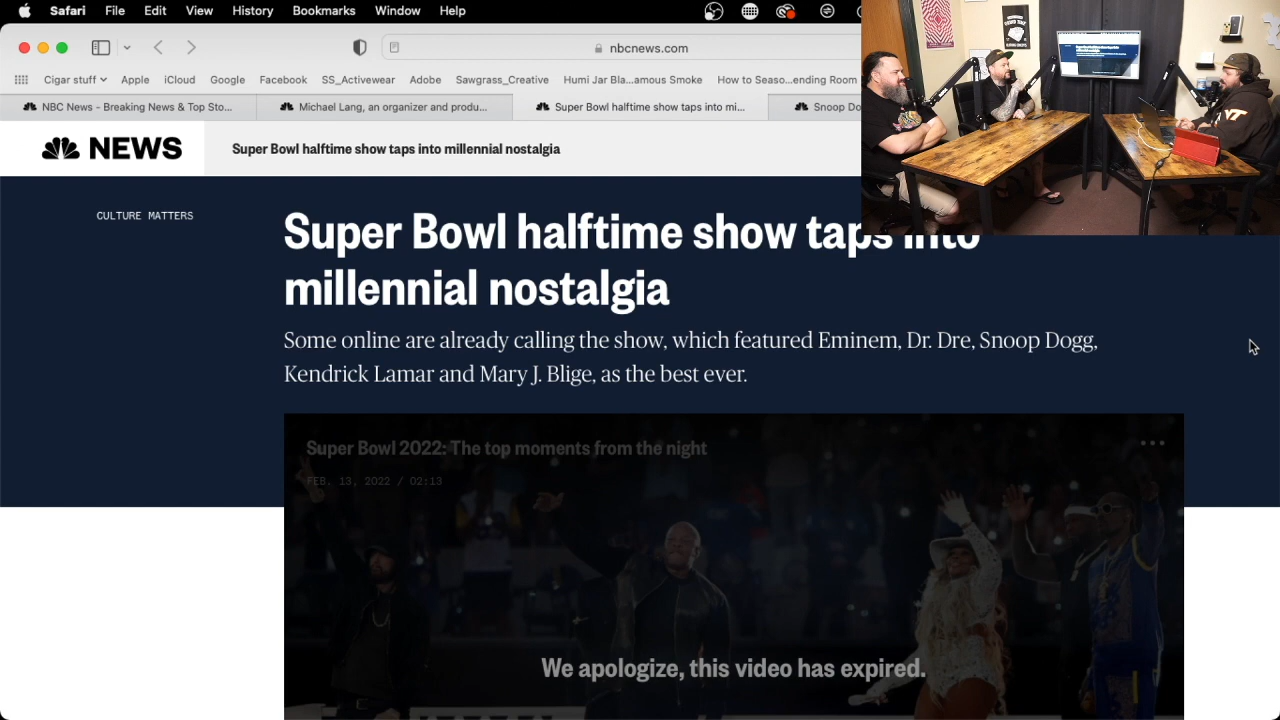 Safari File Edit View History Bookmarks Window Help
nbcnews.com
Cigar stuff Apple iCloud Google Facebook SS_Activewear Adobe Sawgrass_Creative Humi Jar Bla...amous Smoke How to Seaso...ending Room
NBC News - Breaking News & Top Sto... Michael Lang, an organizer and produ... Super Bowl halftime show taps into mi... Snoop Do
NEWS Super Bowl halftime show taps into millennial nostalgia
CULTURE MATTERS
Super Bowl halftime show taps into
millennial nostalgia
Some online are already calling the show, which featured Eminem, Dr. Dre, Snoop Dogg,
Kendrick Lamar and Mary J. Blige, as the best ever.
Super Bowl 2022: The top moments from the night
FEB. 13, 2022 / 02:13
We apologize, this video has expired.